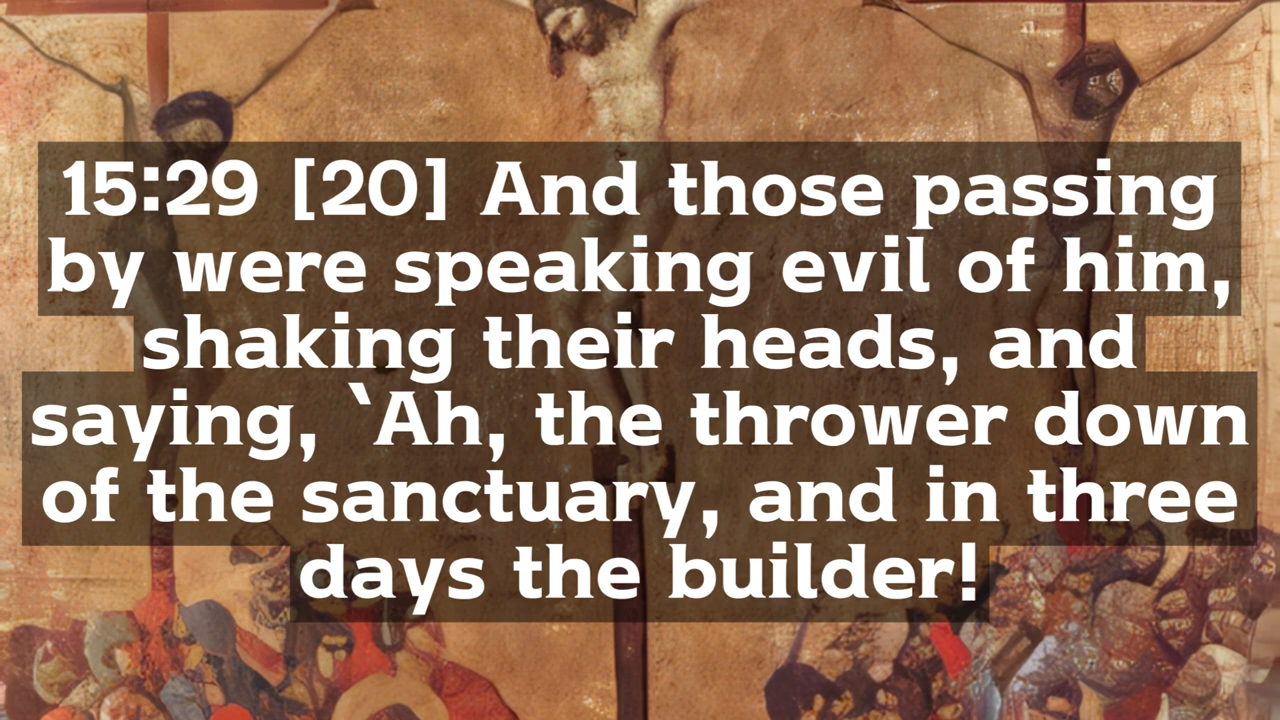 15:29 [20] And those passing
by were speaking evil of him,
shaking their heads, and
saying, `Ah, the thrower down
of the sanctuary, and in three
days the builder!